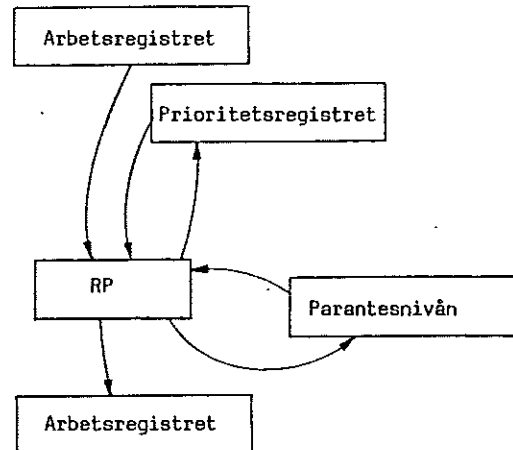 Arbetsregistret
Prioritetsregistret
RP
Parantesnivån
Arbetsregistret